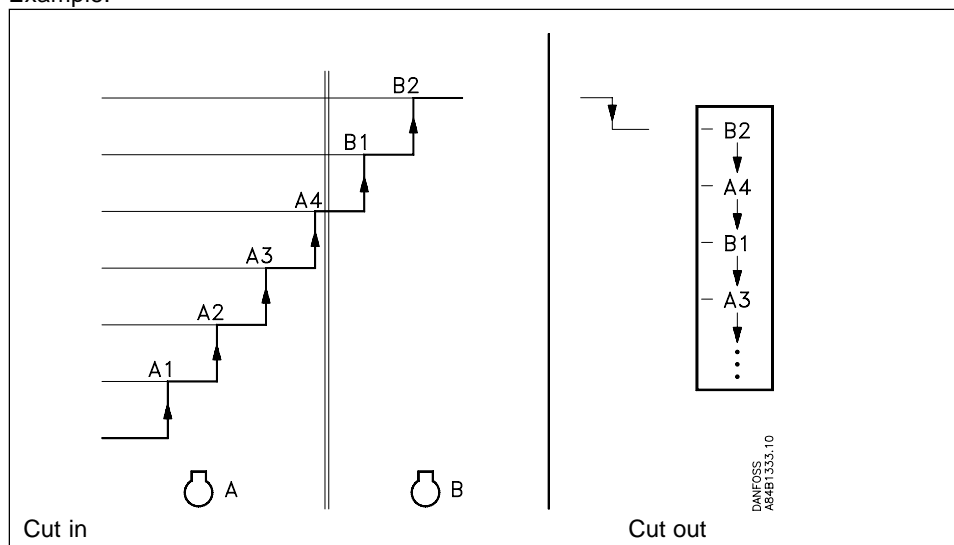 Example:
B2
B1
A4
A3
A2
A1
A
B
Cut in
B2
A4
B1
A3
Cut out
DANFOSS
A84B1333.10